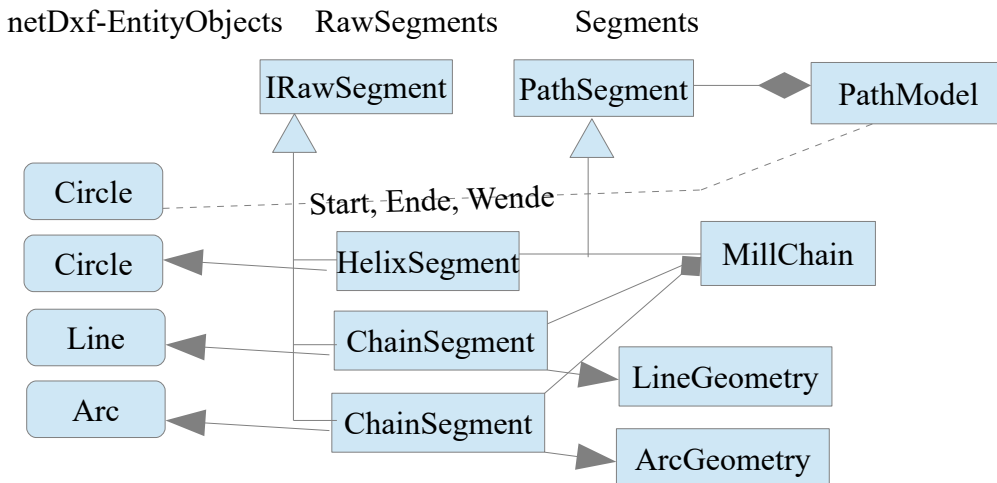 netDxf-EntityObjects RawSegments Segments
IRawSegment
PathSegment
PathModel
Circle
Start, Ende, Wende
Circle
HelixSegment
MillChain
Line
ChainSegment
LineGeometry
Arc
ChainSegment
ArcGeometry